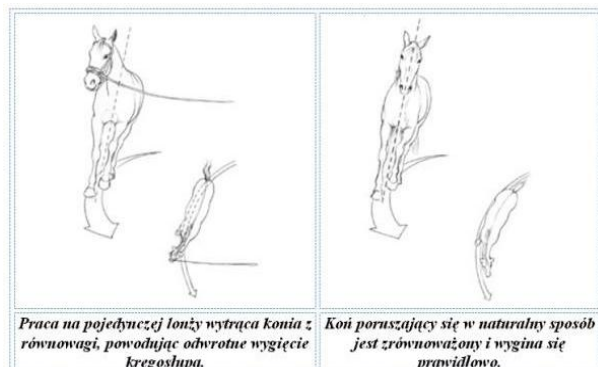 Praca na pojedynczej lonży wytrąca konia z
równowagi, powodując odwrotne wygięcie
kręgosłupa.
Koń poruszający się w naturalny sposób
jest zrównoważony i wygina się
prawidłowo.